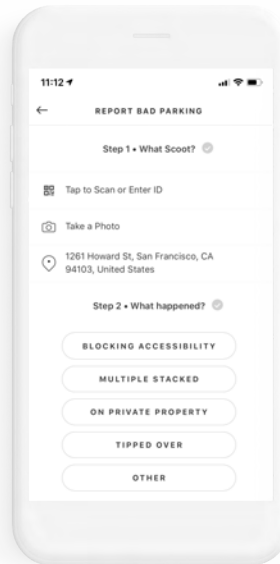 11:12
REPORT BAD PARKING
Step 1 • What Scoot?
Tap to Scan or Enter ID
Take a Photo
1261 Howard St, San Francisco, CA
94103, United States
Step 2 • What happened?
BLOCKING ACCESSIBILITY
MULTIPLE STACKED
ON PRIVATE PROPERTY
TIPPED OVER
OTHER